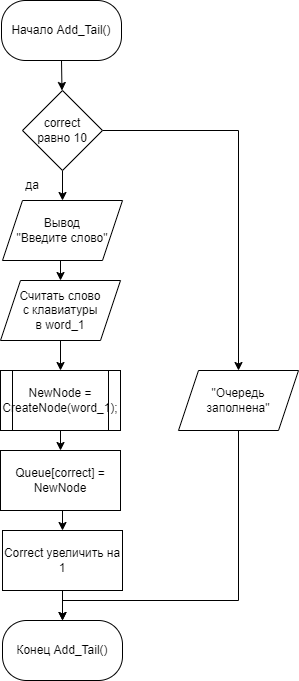 Начало Add_Tail()
correct
равно 10
да
Вывод
"Введите слово"
Считать слово
с клавиатуры
в word_1
NewNode =
CreateNode(word_1);
"Очередь
заполнена"
Queue[correct] =
NewNode
Correct увеличить на
1
Конец Add_Tail()